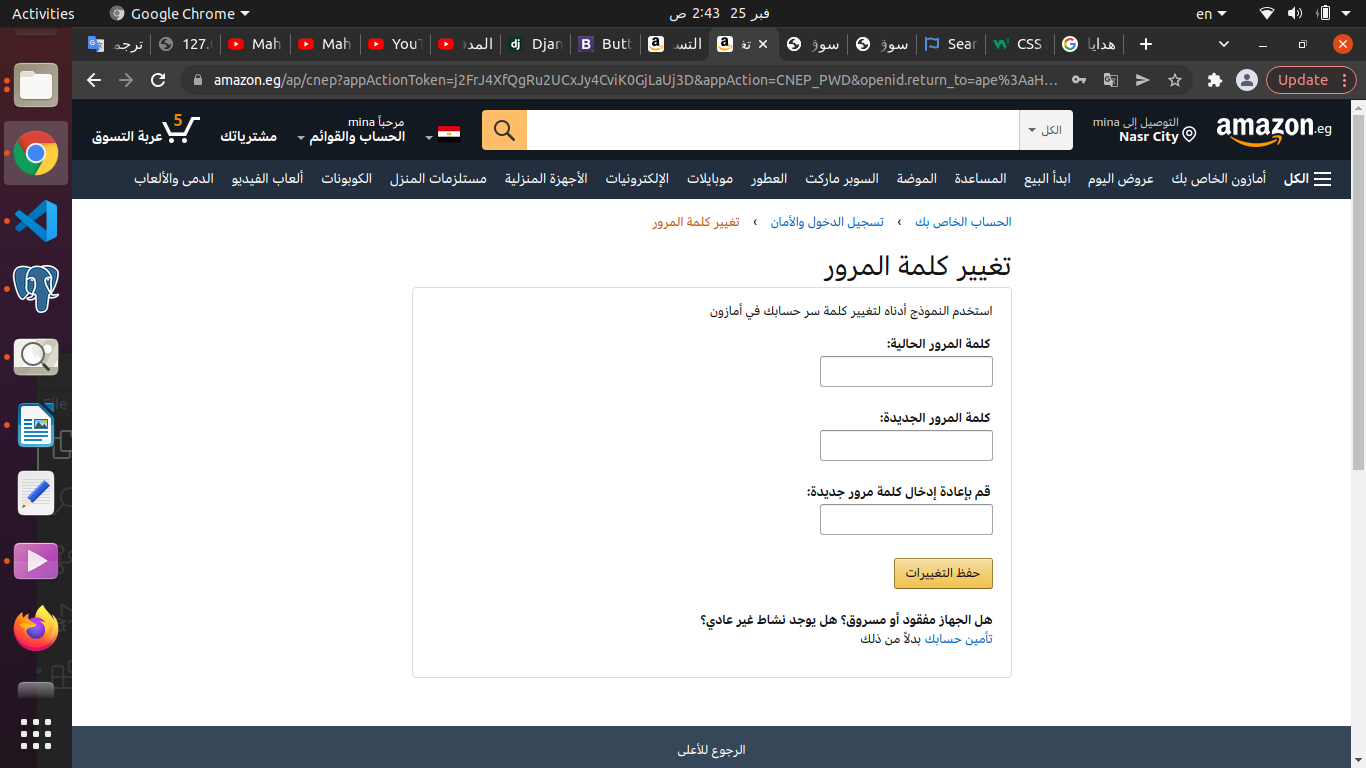 Activities
Google Chrome
فبر 25 2:43 ص
en
ترجم
127.
Mah
Mah
YouT
المدف
Djan
Butt
التس
تغ
سوق
سوق
Sear
CSS
هدايا
amazon.eg/ap/cnep?appActionToken=j2FrJ4XfQgRu2UCxJy4CviK0GjLaUj3D&appAction=CNEP_PWD&openid.return_to=ape%3AaH...
Update
amazon.eg
التوصيل إلى mina
Nasr City
الكل
مرحباً mina
الحساب والقوائم
مشترياتك
5
عربة التسوق
الكل
أمازون الخاص بك
عروض اليوم
ابدأ البيع
المساعدة
الموضة
السوبر ماركت
العطور
موبايلات
الإلكترونيات
الأجهزة المنزلية
مستلزمات المنزل
الكوبونات
ألعاب الفيديو
الدمى والألعاب
الحساب الخاص بك › تسجيل الدخول والأمان › تغيير كلمة المرور
تغيير كلمة المرور
استخدم النموذج أدناه لتغيير كلمة سر حسابك في أمازون
كلمة المرور الحالية:
كلمة المرور الجديدة:
قم بإعادة إدخال كلمة مرور جديدة:
حفظ التغييرات
هل الجهاز مفقود أو مسروق؟ هل يوجد نشاط غير عادي؟
تأمين حسابك بدلاً من ذلك
الرجوع للأعلى
File